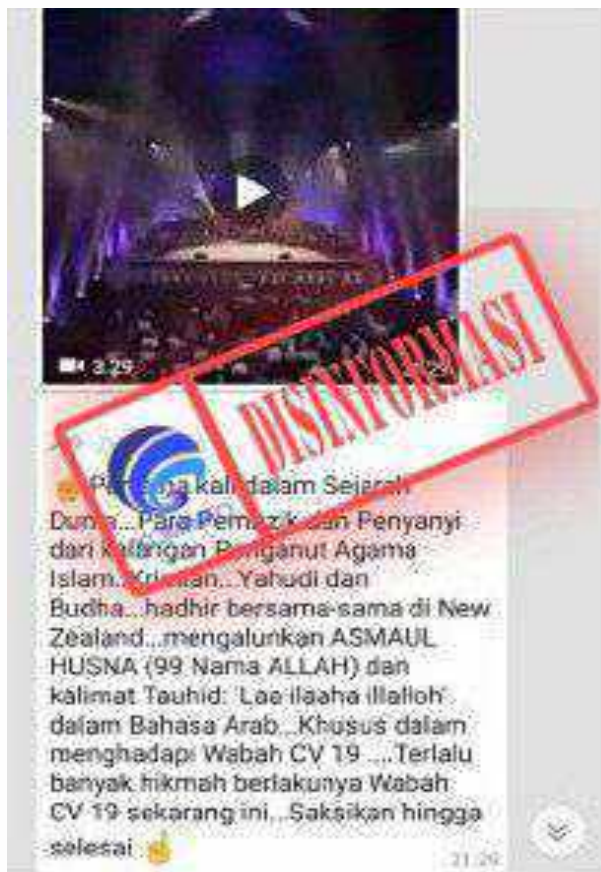 3:29
DISINFORMASI
Pertama kali dalam Sejarah
Dunia...Para Pemuzik dan Penyanyi
dari kalangan Penganut Agama
Islam..Kristian...Yahudi dan
Budha...hadhir bersama-sama di New
Zealand...mengalunkan ASMAUL
HUSNA (99 Nama ALLAH) dan
kalimat Tauhid: 'Laa ilaaha illalloh'
dalam Bahasa Arab...Khusus dalam
menghadapi Wabah CV 19 ....Terlalu
banyak hikmah berlakunya Wabah
CV 19 sekarang ini...Saksikan hingga
selesai
21:29